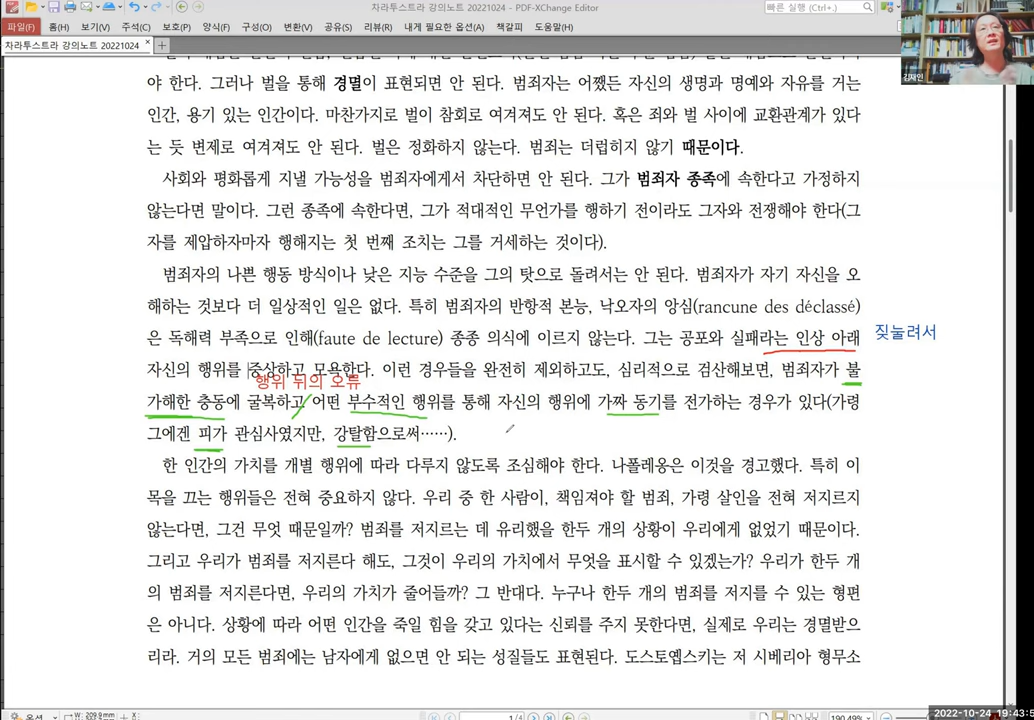 차라투스트라 강의노트 20221024 - PDF-XChange Editor
빠른 실행 (Ctrl+.)
파일(F) 홈(H) 보기(V) 주석(C) 보호(P) 양식(F) 구성(O) 변환(V) 공유(S) 리뷰(R) 내게 필요한 옵션(A) 책갈피 도움말(H)
차라투스트라 강의노트 20221024
김재인
야 한다. 그러나 벌을 통해 경멸이 표현되면 안 된다. 범죄자는 어쨌든 자신의 생명과 명예와 자유를 거는
인간, 용기 있는 인간이다. 마찬가지로 벌이 참회로 여겨져도 안 된다. 혹은 죄와 벌 사이에 교환관계가 있다
는 듯 변제로 여겨져도 안 된다. 벌은 정화하지 않는다. 범죄는 더럽히지 않기 때문이다.
사회와 평화롭게 지낼 가능성을 범죄자에게서 차단하면 안 된다. 그가 범죄자 종족에 속한다고 가정하지
않는다면 말이다. 그런 종족에 속한다면, 그가 적대적인 무언가를 행하기 전이라도 그자와 전쟁해야 한다(그
자를 제압하자마자 행해지는 첫 번째 조치는 그를 거세하는 것이다).
범죄자의 나쁜 행동 방식이나 낮은 지능 수준을 그의 탓으로 돌려서는 안 된다. 범죄자가 자기 자신을 오
해하는 것보다 더 일상적인 일은 없다. 특히 범죄자의 반항적 본능, 낙오자의 앙심(rancune des déclassé)
은 독해력 부족으로 인해(faute de lecture) 종종 의식에 이르지 않는다. 그는 공포와 실패라는 인상 아래
짖눌려서
자신의 행위를 중상하고 모욕한다. 이런 경우들을 완전히 제외하고도, 심리적으로 검산해보면, 범죄자가 불
행위 뒤의 오류
가해한 충동에 굴복하고 어떤 부수적인 행위를 통해 자신의 행위에 가짜 동기를 전가하는 경우가 있다(가령
그에겐 피가 관심사였지만, 강탈함으로써……).
한 인간의 가치를 개별 행위에 따라 다루지 않도록 조심해야 한다. 나폴레옹은 이것을 경고했다. 특히 이
목을 끄는 행위들은 전혀 중요하지 않다. 우리 중 한 사람이, 책임져야 할 범죄, 가령 살인을 전혀 저지르지
않는다면, 그건 무엇 때문일까? 범죄를 저지르는 데 유리했을 한두 개의 상황이 우리에게 없었기 때문이다.
그리고 우리가 범죄를 저지른다 해도, 그것이 우리의 가치에서 무엇을 표시할 수 있겠는가? 우리가 한두 개
의 범죄를 저지른다면, 우리의 가치가 줄어들까? 그 반대다. 누구나 한두 개의 범죄를 저지를 수 있는 형편
은 아니다. 상황에 따라 어떤 인간을 죽일 힘을 갖고 있다는 신뢰를 주지 못한다면, 실제로 우리는 경멸받으
리라. 거의 모든 범죄에는 남자에게 없으면 안 되는 성질들도 표현된다. 도스토옙스키는 저 시베리아 형무소
옵션 209.9mm X: 1/4 190.49%
2022-10-24 19:43:5